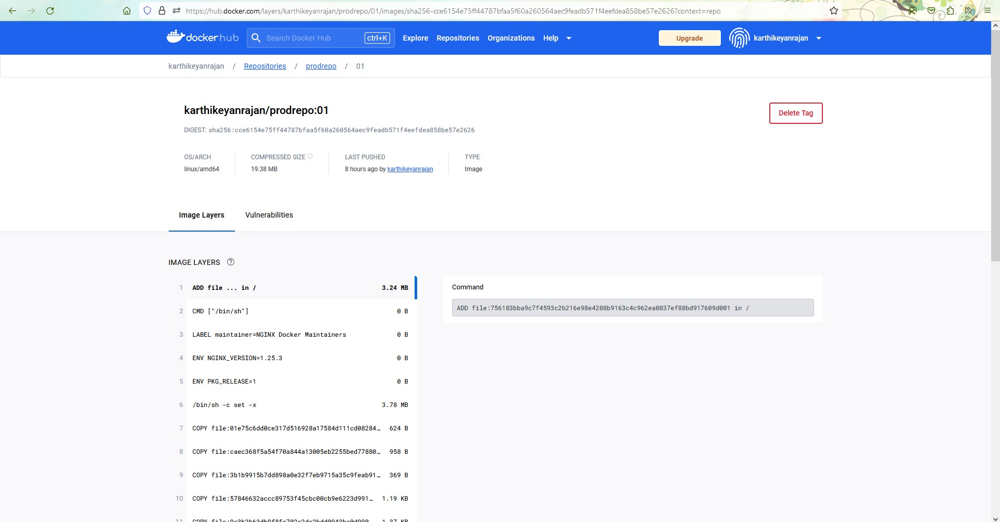 https://hub.docker.com/layers/karthikeyanrajan/prodrepo/01/images/sha256-cce6154e75ff44787bfaa5f60a260564aec9feadb571f4eefdea858be57e2626?context=repo
dockerhub Search Docker Hub ctrl+K Explore Repositories Organizations Help Upgrade karthikeyanrajan
karthikeyanrajan / Repositories / prodrepo / 01
karthikeyanrajan/prodrepo:01
Delete Tag
DIGEST: sha256:cce6154e75ff44787bfaa5f60a260564aec9feadb571f4eefdea858be57e2626
OS/ARCH COMPRESSED SIZE LAST PUSHED TYPE
linux/amd64 19.38 MB 8 hours ago by karthikeyanrajan Image
Image Layers Vulnerabilities
IMAGE LAYERS
1 ADD file ... in / 3.24 MB
2 CMD ["/bin/sh"] 0 B
3 LABEL maintainer=NGINX Docker Maintainers 0 B
4 ENV NGINX_VERSION=1.25.3 0 B
5 ENV PKG_RELEASE=1 0 B
6 /bin/sh -c set -x 3.78 MB
7 COPY file:01e75c6dd0ce317d516928a17584d111cd08284… 624 B
8 COPY file:caec368f5a54f70a844a13005eb2255bed77880… 958 B
9 COPY file:3b1b9915b7dd898a0e32f7eb9715a35c9feab91… 369 B
10 COPY file:57846632accc89753f45cbc00cb9e6223d991… 1.19 KB
11 COPY 1.37 KB
Command
ADD file:756183bba9c7f4593c2b216e98e4208b9163c4c962ea0837ef88bd917609d001 in /